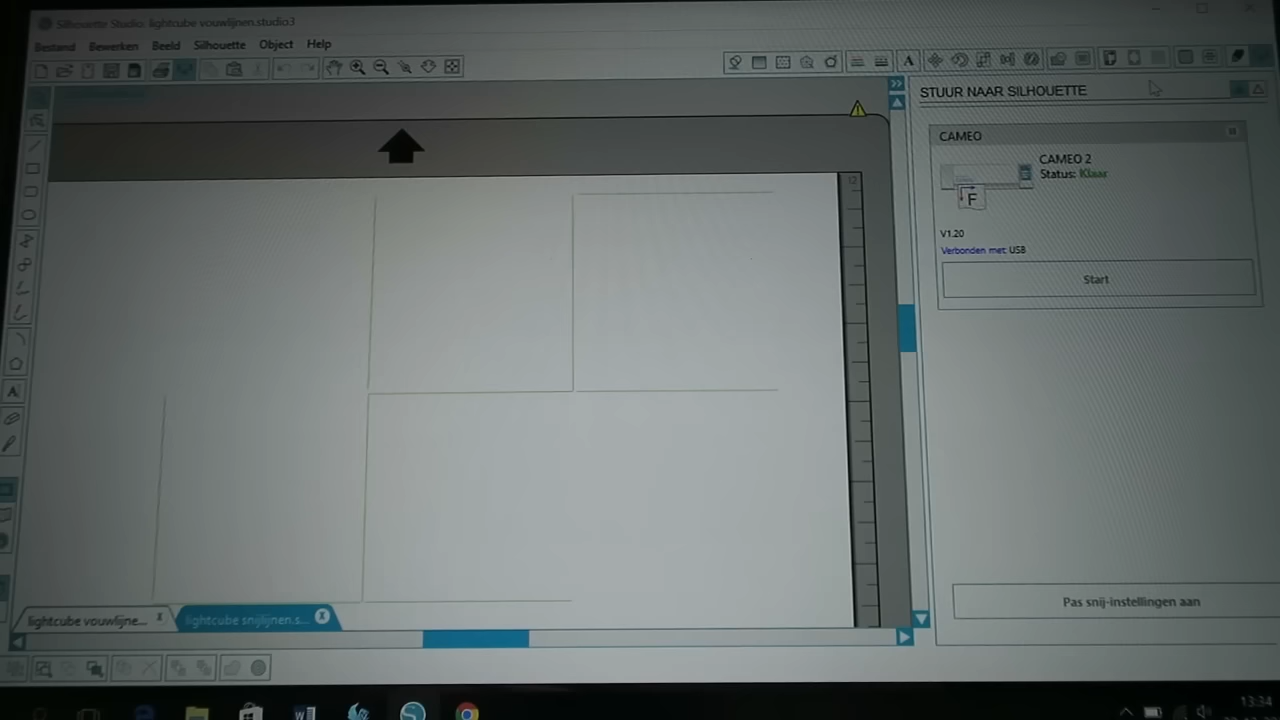 Silhouette Studio: lightcube vouwlijnen.studio3
Bestand Bewerken Beeld Silhouette Object Help
A
STUUR NAAR SILHOUETTE
CAMEO
CAMEO 2
Status: Klaar
F
V1.20
Verbonden met: USB
Start
12
A
Pas snij-instellingen aan
lightcube vouwlijne... x lightcube snijlijnen.s... x
13:34